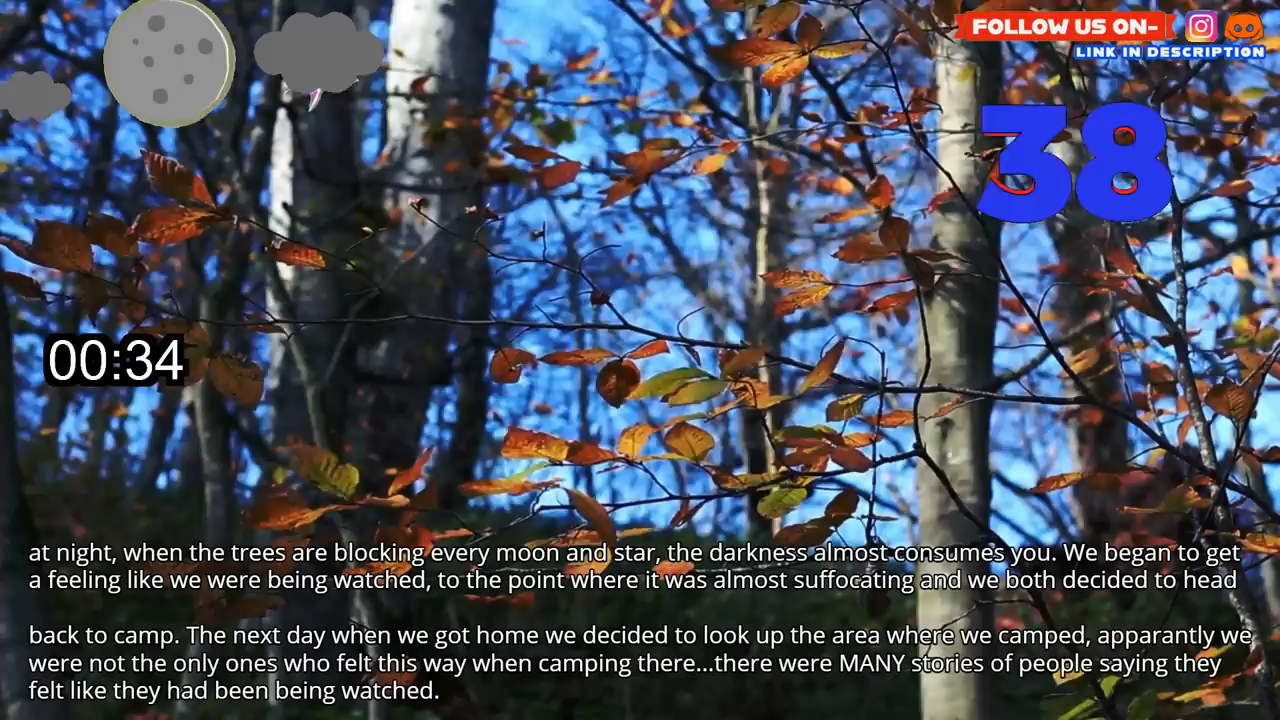 FOLLOW US ON-
LINK IN DESCRIPTION
38
00:34
at night, when the trees are blocking every moon and star, the darkness almost consumes you. We began to get
a feeling like we were being watched, to the point where it was almost suffocating and we both decided to head
back to camp. The next day when we got home we decided to look up the area where we camped, apparantly we
were not the only ones who felt this way when camping there...there were MANY stories of people saying they
felt like they had been being watched.